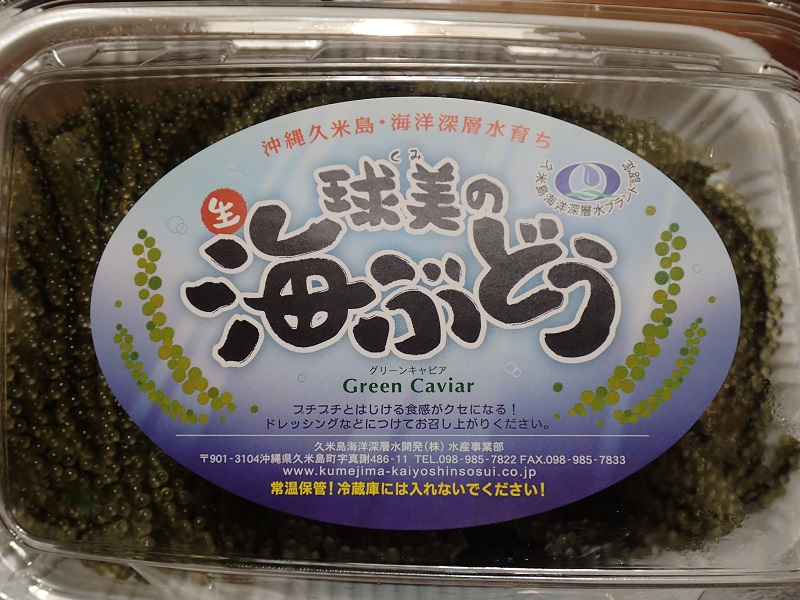 沖縄久米島・海洋深層水育ち
くみ
球美の
生
海ぶどう
久米島海洋深層水ブランド認証
グリーンキャビア
Green Caviar
プチプチとはじける食感がクセになる！
ドレッシングなどにつけてお召し上がりください。
久米島海洋深層水開発(株) 水産事業部
〒901-3104沖縄県久米島町字真謝486-11 TEL.098-985-7822 FAX.098-985-7833
www.kumejima-kaiyoshinsosui.co.jp
常温保管！冷蔵庫には入れないでください！